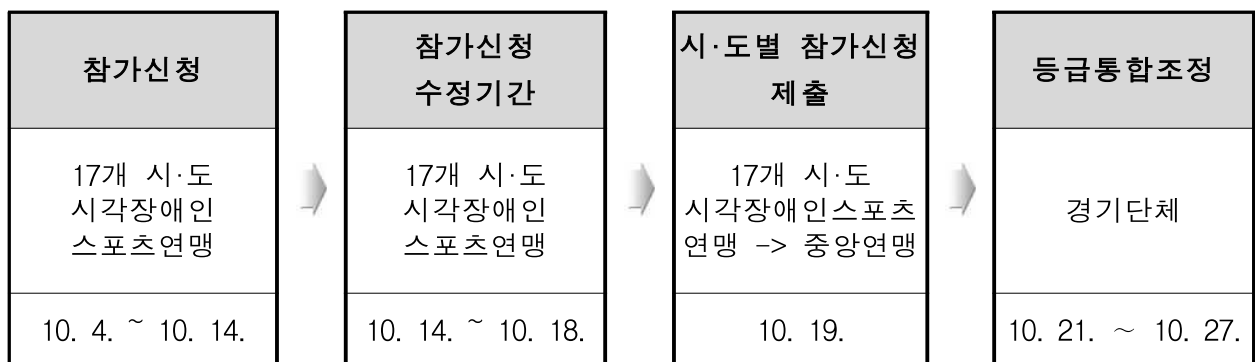 참가신청
17개 시·도
시각장애인
스포츠연맹
10. 4. ~ 10. 14.
참가신청
수정기간
17개 시·도
시각장애인
스포츠연맹
10. 14. ~ 10. 18.
시·도별 참가신청
제출
17개 시·도
시각장애인스포츠
연맹 -> 중앙연맹
10. 19.
등급통합조정
경기단체
10. 21. ~ 10. 27.